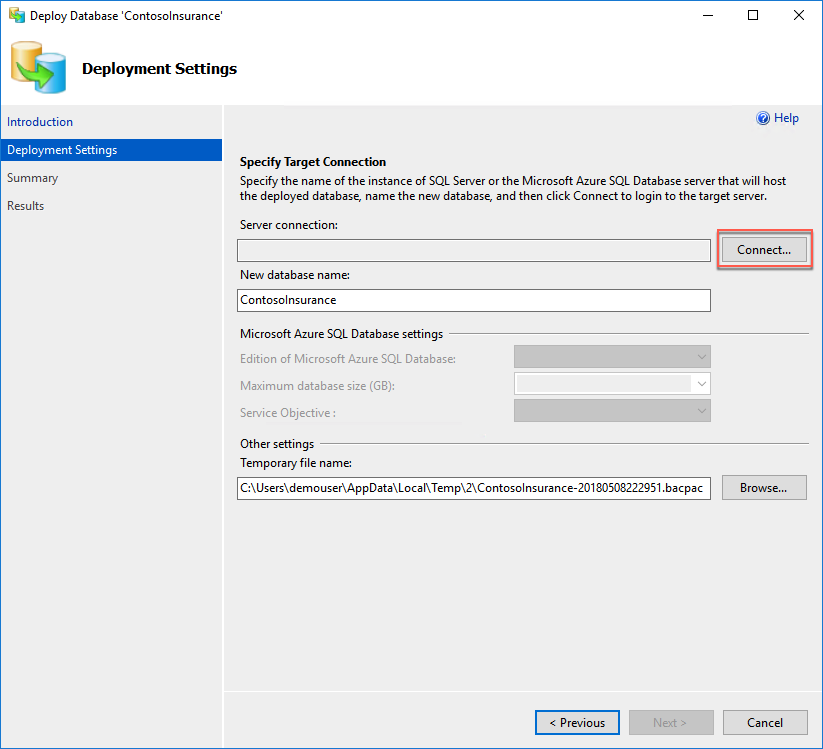 Deploy Database 'ContosoInsurance'
Deployment Settings
Introduction
Deployment Settings
Summary
Results
Help
Specify Target Connection
Specify the name of the instance of SQL Server or the Microsoft Azure SQL Database server that will host
the deployed database, name the new database, and then click Connect to login to the target server.
Server connection:
Connect...
New database name:
ContosoInsurance
Microsoft Azure SQL Database settings
Edition of Microsoft Azure SQL Database:
Maximum database size (GB):
Service Objective :
Other settings
Temporary file name:
C:\Users\demouser\AppData\Local\Temp\2\ContosoInsurance-20180508222951.bacpac
Browse...
< Previous
Next >
Cancel